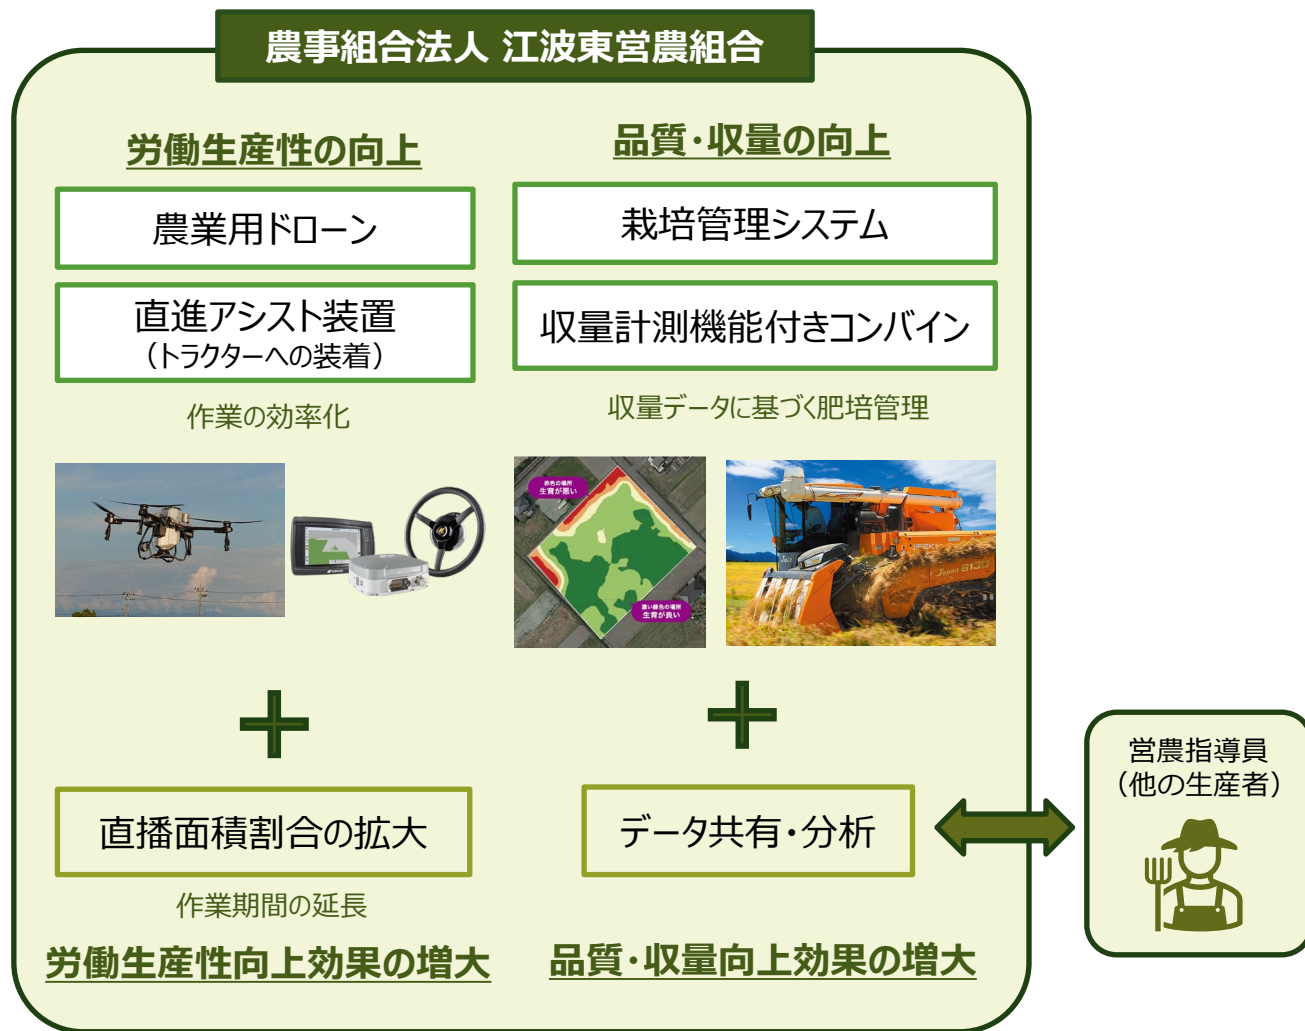 農事組合法人 江波東営農組合
労働生産性の向上
農業用ドローン
直進アシスト装置
（トラクターへの装着）
作業の効率化
品質・収量の向上
栽培管理システム
収量計測機能付きコンバイン
収量データに基づく肥培管理
赤色の場所
生育が悪い
濃い緑色の場所
生育が良い
Japan 6130
直播面積割合の拡大
作業期間の延長
労働生産性向上効果の増大
データ共有・分析
品質・収量向上効果の増大
営農指導員
（他の生産者）